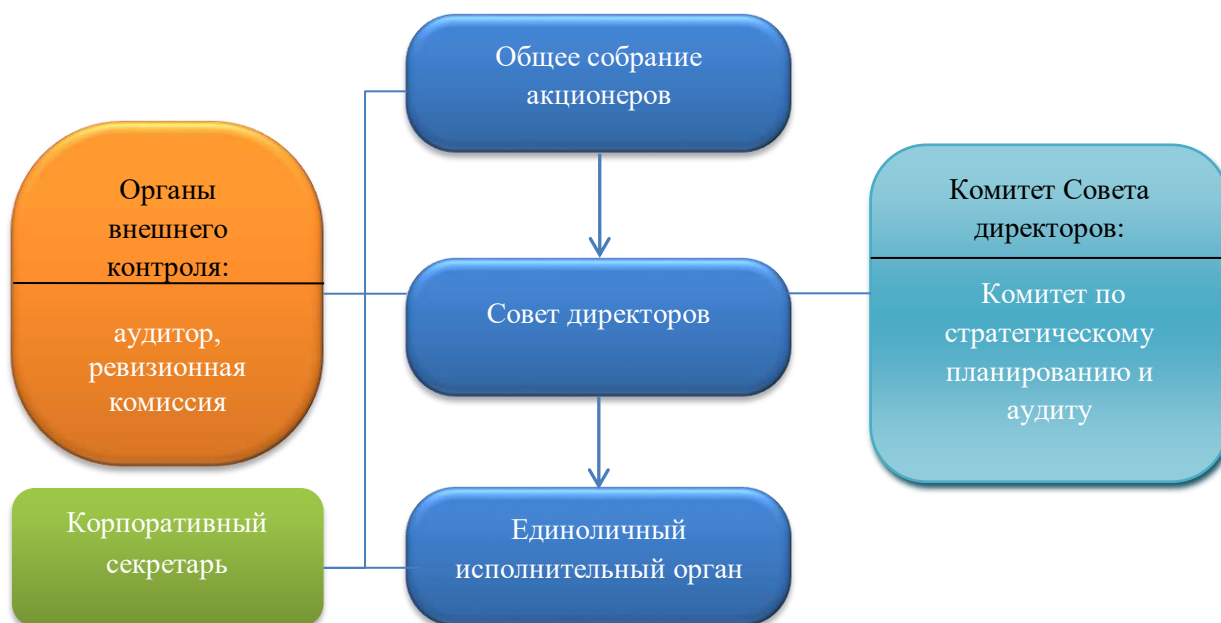 Общее собрание
акционеров
Органы
внешнего
контроля:
аудитор,
ревизионная
комиссия
Совет директоров
Комитет Совета
директоров:
Комитет по
стратегическому
планированию и
аудиту
Корпоративный
секретарь
Единоличный
исполнительный орган